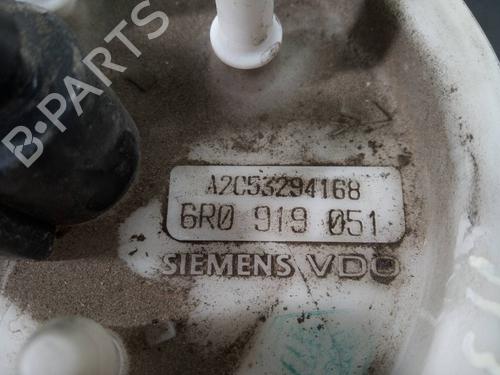 B-PARTS
A2C53294168
6R0 919 051
SIEMENS VDO